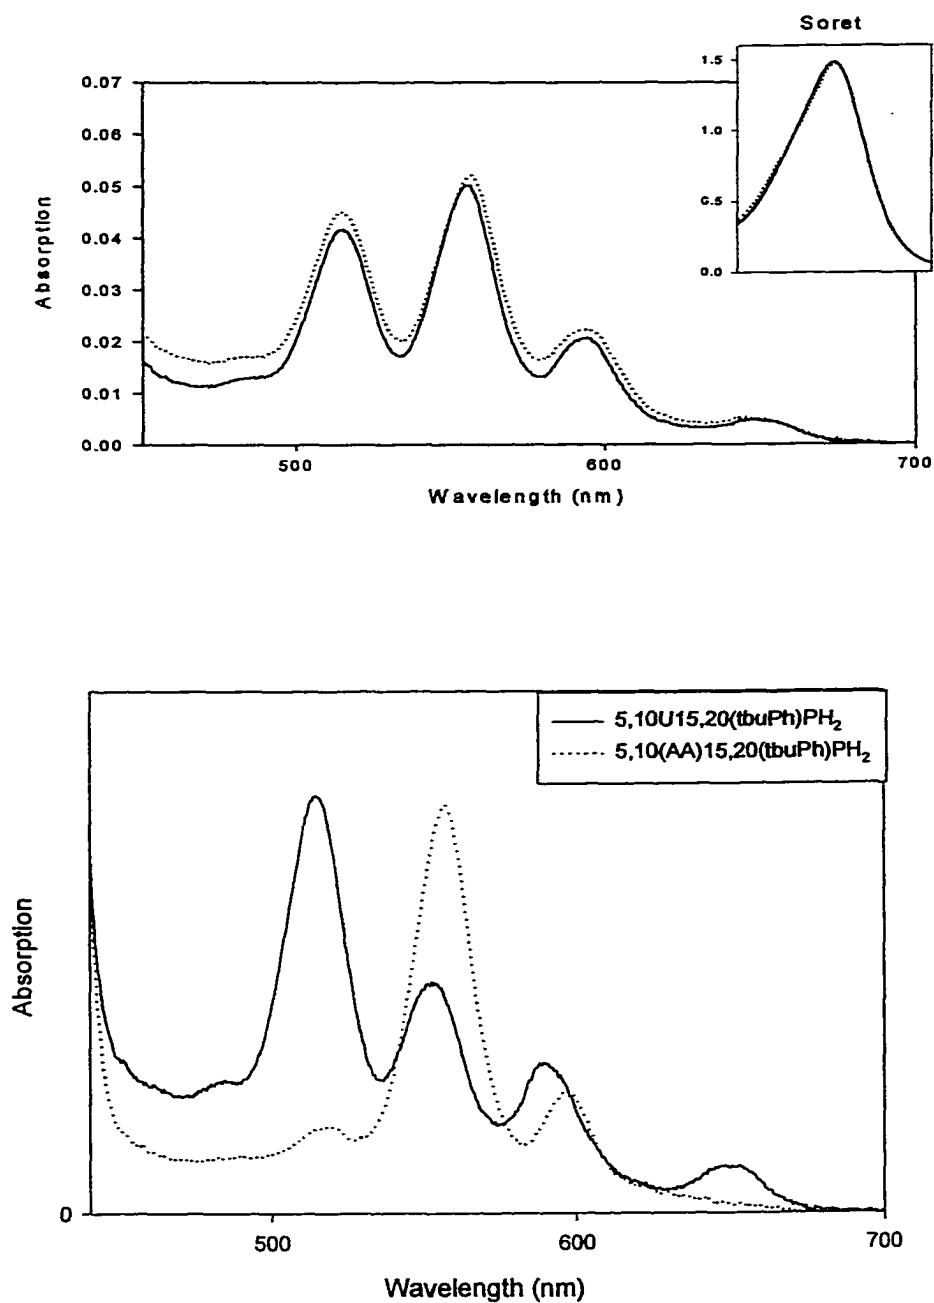 Soret
1.5
1.0
0.5
0.0
0.07
0.06
0.05
0.04
0.03
0.02
0.01
0.00
Absorption
500 600 700
Wavelength (nm)
5,10U15,20(tbuPh)PH2
5,10(AA)15,20(tbuPh)PH2
Absorption
0
500 600 700
Wavelength (nm)